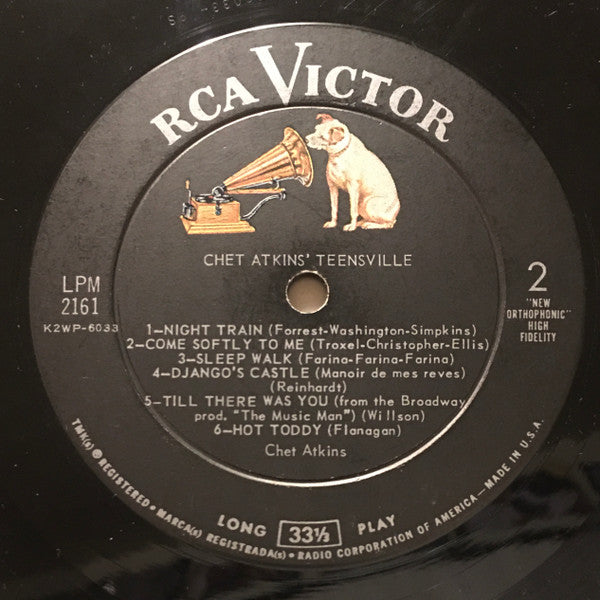 RCA VICTOR
CHET ATKINS' TEENSVILLE
LPM
2161
K2WP-6033
2
"NEW
ORTHOPHONIC"
HIGH
FIDELITY
1—NIGHT TRAIN (Forrest-Washington-Simpkins)
2—COME SOFTLY TO ME (Troxel-Christopher-Ellis)
3—SLEEP WALK (Farina-Farina-Farina)
4—DJANGO'S CASTLE (Manoir de mes reves)
(Reinhardt)
5—TILL THERE WAS YOU (from the Broadway
prod. "The Music Man") (Willson)
6—HOT TODDY (Flanagan)
Chet Atkins
LONG 33⅓ PLAY
TMK(s) ® REGISTERED • MARCA(s) REGISTRADA(s) • RADIO CORPORATION OF AMERICA—MADE IN U.S.A.